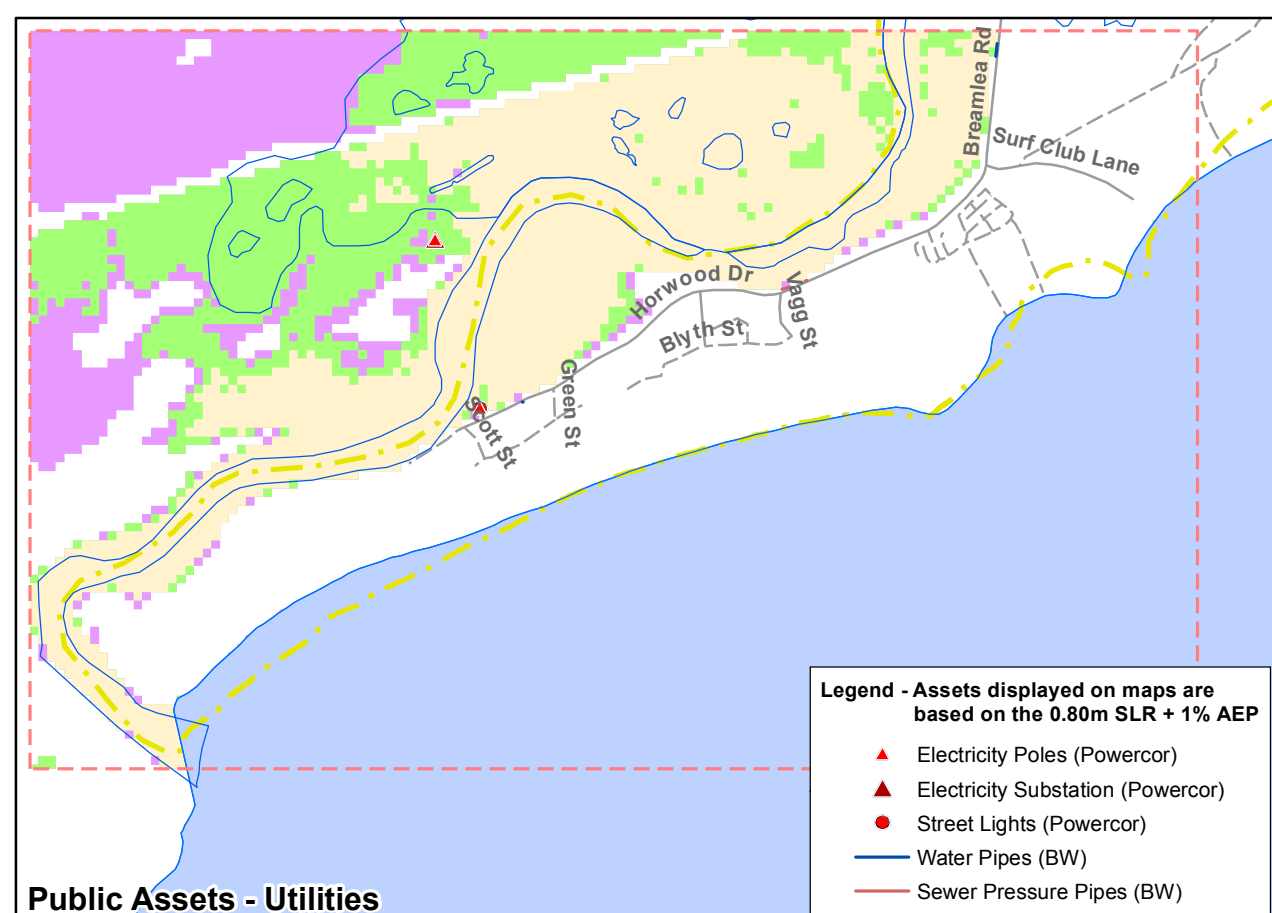 Breamlea Rd
Surf Club Lane
Horwood Dr
Vagg St
Blyth St
Green St
Scott St
Legend - Assets displayed on maps are
based on the 0.80m SLR + 1% AEP
Electricity Poles (Powercor)
Electricity Substation (Powercor)
Street Lights (Powercor)
Water Pipes (BW)
Sewer Pressure Pipes (BW)
Public Assets - Utilities